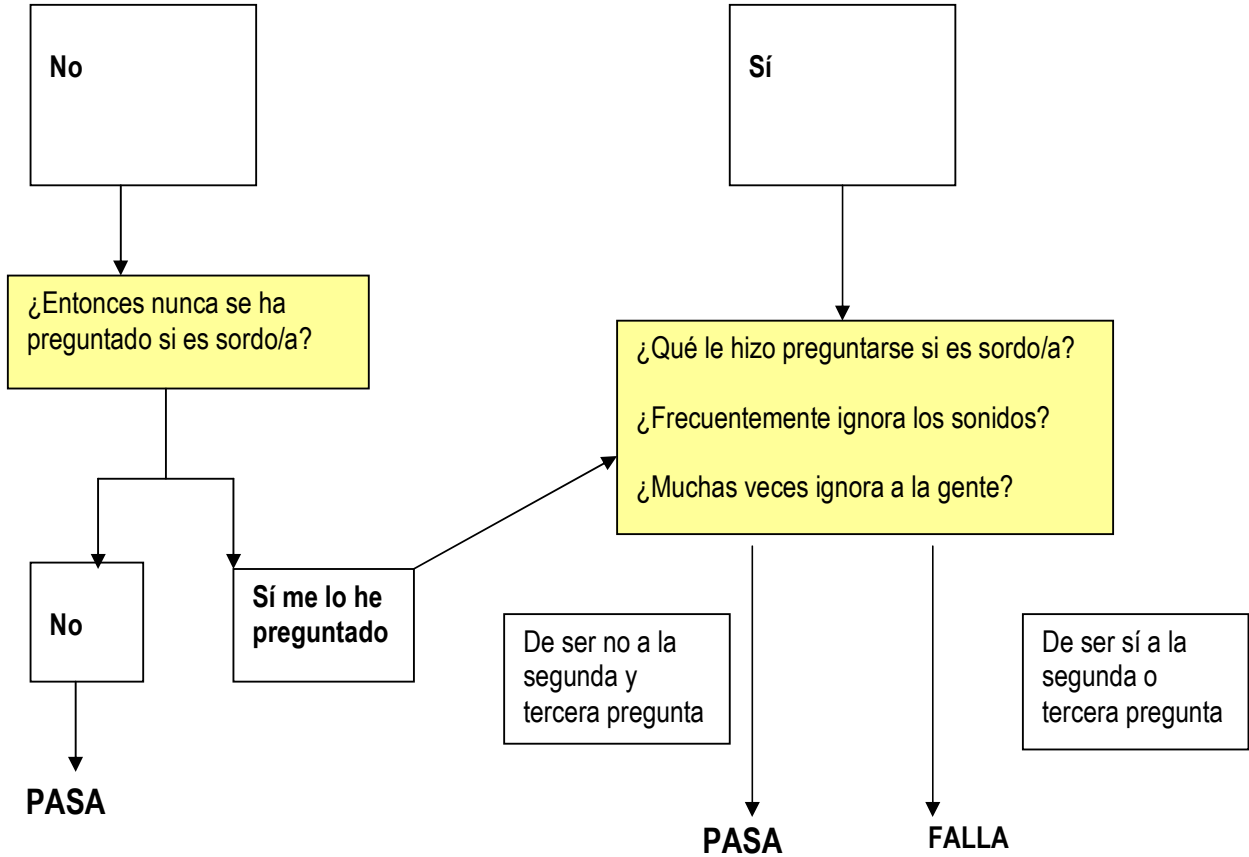 No
Sí
¿Entonces nunca se ha
preguntado si es sordo/a?
¿Qué le hizo preguntarse si es sordo/a?
¿Frecuentemente ignora los sonidos?
¿Muchas veces ignora a la gente?
No
Sí me lo he
preguntado
De ser no a la
segunda y
tercera pregunta
De ser sí a la
segunda o
tercera pregunta
PASA
PASA
FALLA